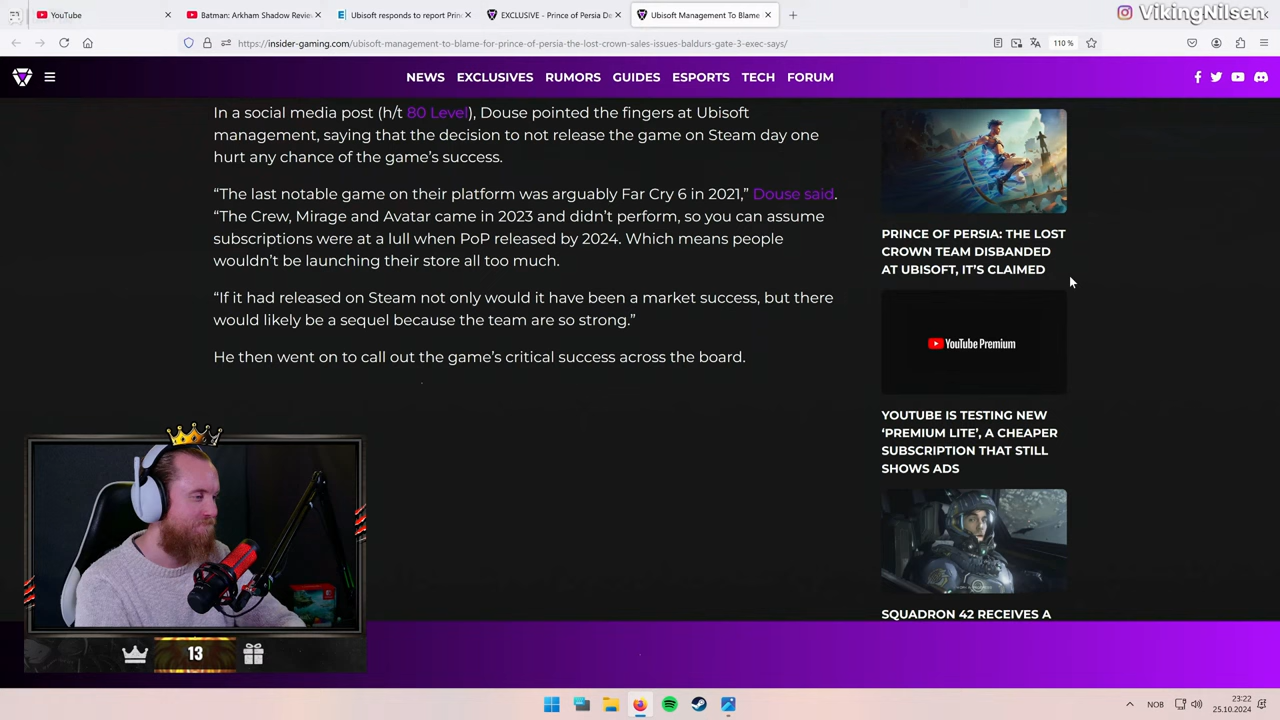 YouTube
Batman: Arkham Shadow Revie
Ubisoft responds to report Prin
EXCLUSIVE - Prince of Persia De
Ubisoft Management To Blame
VikingNilsen
https://insider-gaming.com/ubisoft-management-to-blame-for-prince-of-persia-the-lost-crown-sales-issues-baldurs-gate-3-exec-says/
110 %
NEWS EXCLUSIVES RUMORS GUIDES ESPORTS TECH FORUM
In a social media post (h/t 80 Level), Douse pointed the fingers at Ubisoft
management, saying that the decision to not release the game on Steam day one
hurt any chance of the game’s success.
“The last notable game on their platform was arguably Far Cry 6 in 2021,” Douse said.
“The Crew, Mirage and Avatar came in 2023 and didn’t perform, so you can assume
subscriptions were at a lull when PoP released by 2024. Which means people
wouldn’t be launching their store all too much.
“If it had released on Steam not only would it have been a market success, but there
would likely be a sequel because the team are so strong.”
He then went on to call out the game’s critical success across the board.
PRINCE OF PERSIA: THE LOST
CROWN TEAM DISBANDED
AT UBISOFT, IT’S CLAIMED
YouTube Premium
YOUTUBE IS TESTING NEW
‘PREMIUM LITE’, A CHEAPER
SUBSCRIPTION THAT STILL
SHOWS ADS
SQUADRON 42 RECEIVES A
13
NOB
23:22
25.10.2024